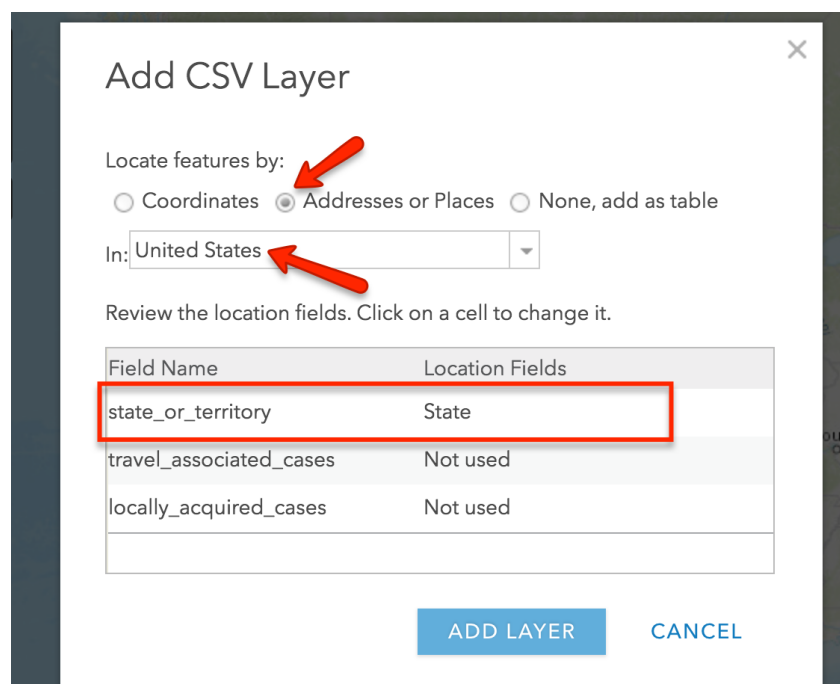 Add CSV Layer
Locate features by:
Coordinates Addresses or Places None, add as table
In: United States
Review the location fields. Click on a cell to change it.
Field Name Location Fields
state_or_territory State
travel_associated_cases Not used
locally_acquired_cases Not used
ADD LAYER CANCEL